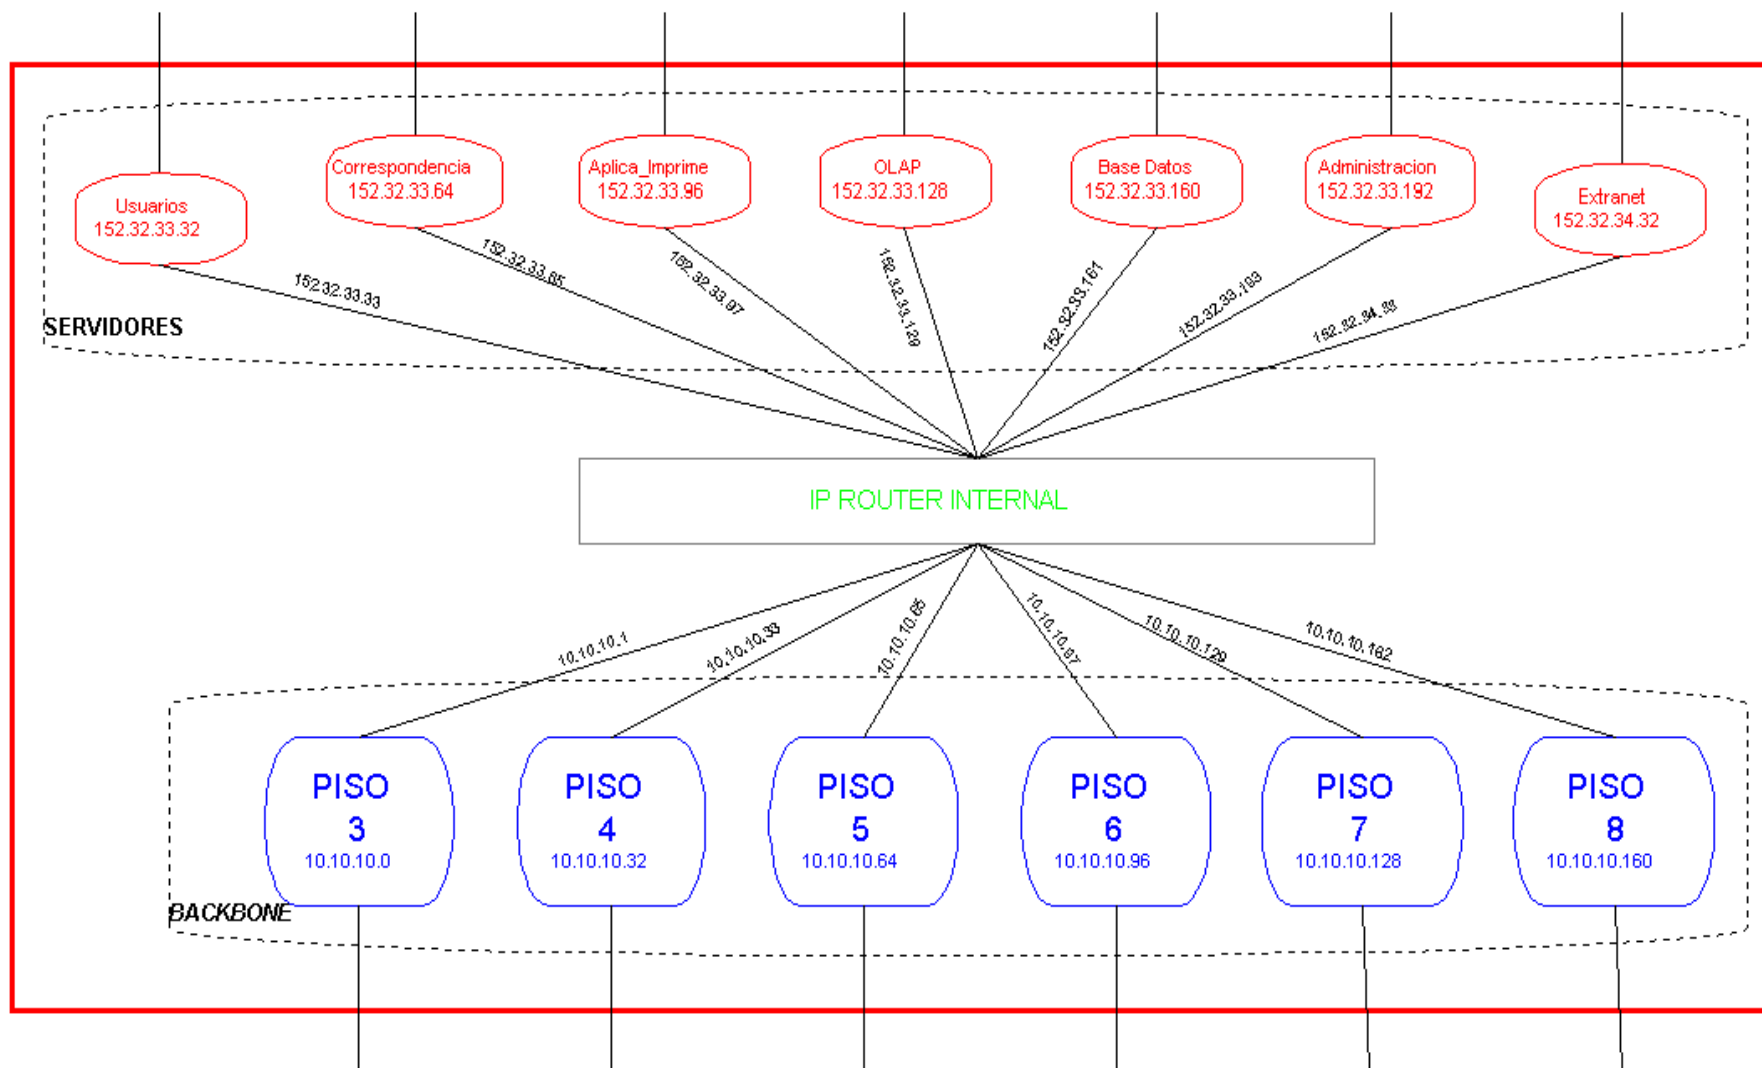 Usuarios
152.32.33.32
Correspondencia
152.32.33.64
Aplica_Imprime
152.32.33.96
OLAP
152.32.33.128
Base Datos
152.32.33.160
Administracion
152.32.33.192
Extranet
152.32.34.32
152.32.33.33
152.32.33.65
152.32.33.97
152.32.33.129
152.32.33.161
152.32.33.193
152.32.34.33
SERVIDORES
IP ROUTER INTERNAL
10.10.10.1
10.10.10.33
10.10.10.65
10.10.10.97
10.10.10.129
10.10.10.162
PISO
3
10.10.10.0
PISO
4
10.10.10.32
PISO
5
10.10.10.64
PISO
6
10.10.10.96
PISO
7
10.10.10.128
PISO
8
10.10.10.160
BACKBONE